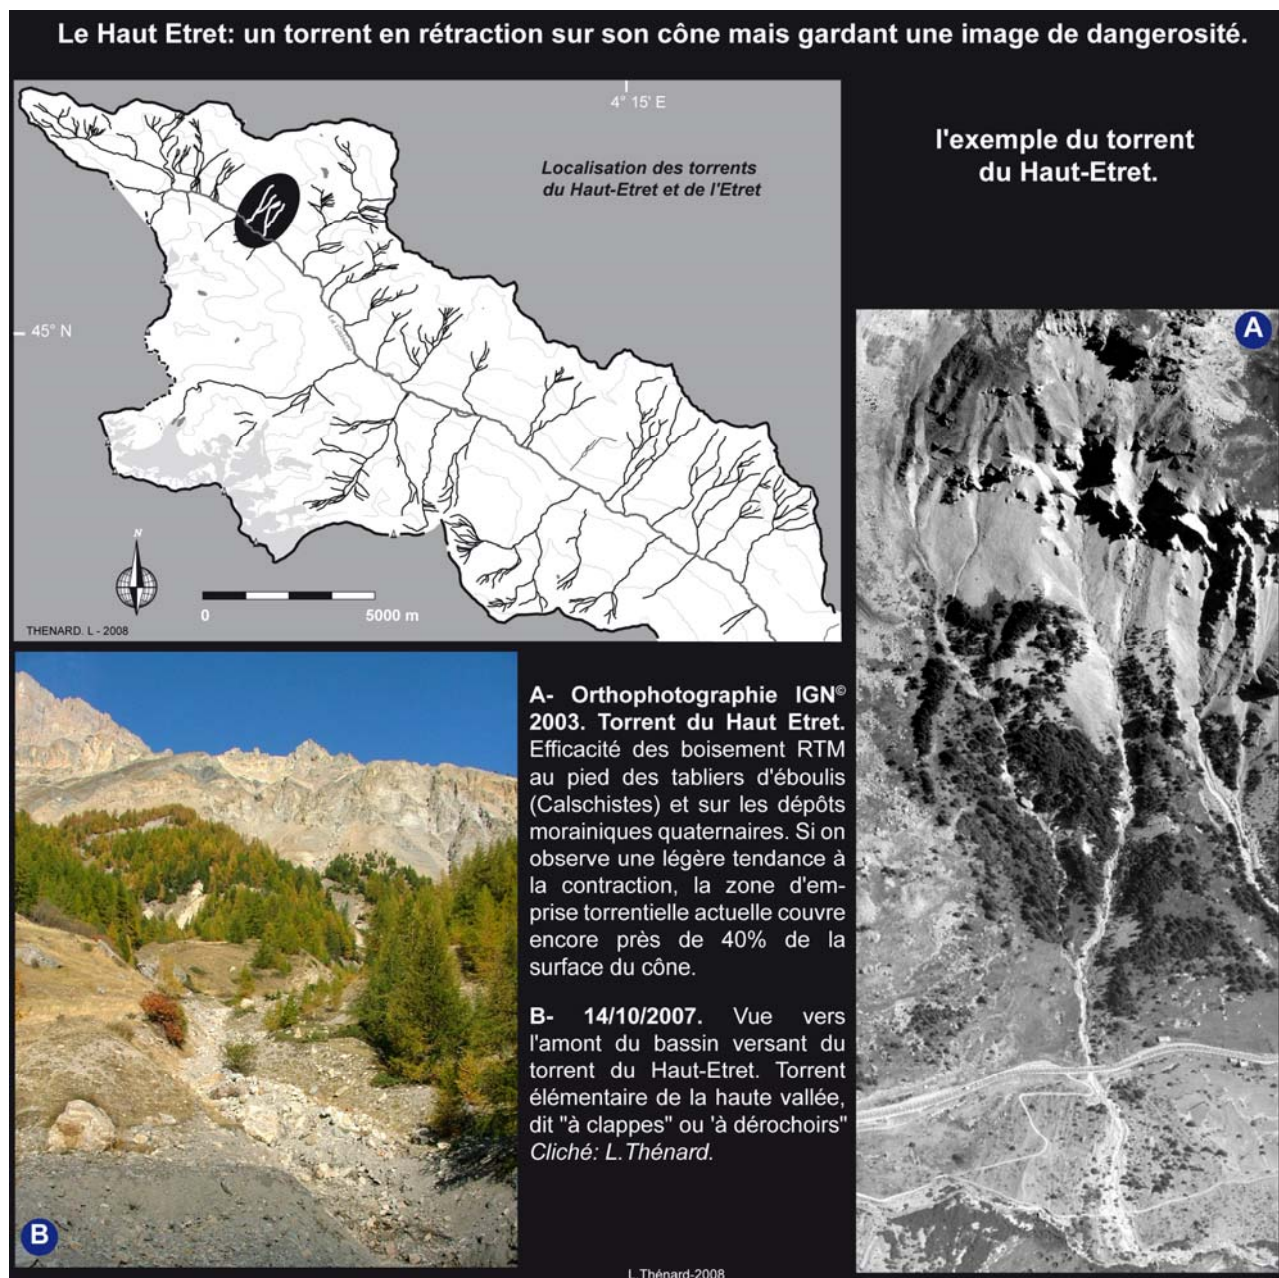 Le Haut Etret: un torrent en rétraction sur son cône mais gardant une image de dangerosité.
4° 15' E
Localisation des torrents
du Haut-Etret et de l'Etret
45° N
N
0
5000 m
THENARD. L - 2008
l'exemple du torrent
du Haut-Etret.
A
A- Orthophotographie IGN©
2003. Torrent du Haut Etret.
Efficacité des boisement RTM
au pied des tabliers d'éboulis
(Calschistes) et sur les dépôts
morainiques quaternaires. Si on
observe une légère tendance à
la contraction, la zone d'em-
prise torrentielle actuelle couvre
encore près de 40% de la
surface du cône.
B- 14/10/2007. Vue vers
l'amont du bassin versant du
torrent du Haut-Etret. Torrent
élémentaire de la haute vallée,
dit "à clappes" ou 'à dérochoirs"
Cliché: L.Thénard.
B
L.Thénard-2008